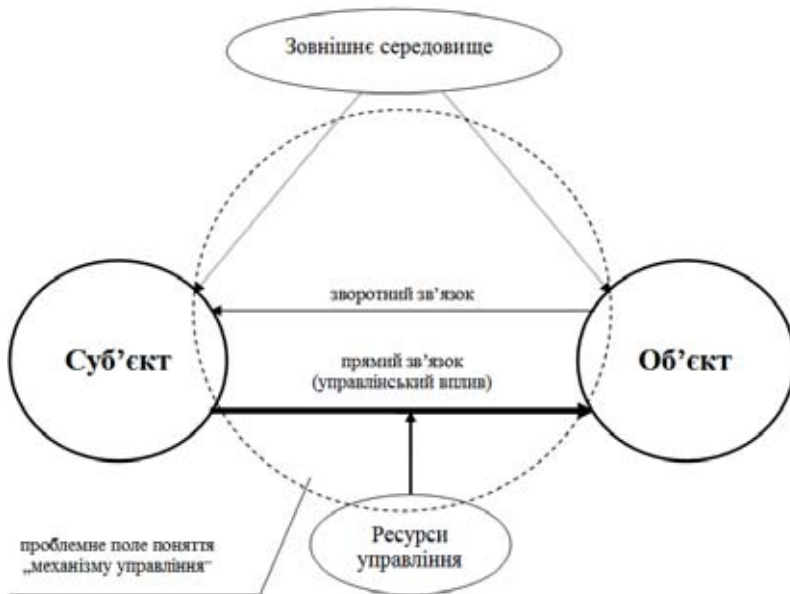 Зовнішнє середовище
зворотний зв’язок
Суб’єкт
прямий зв’язок
(управлінський вплив)
Об’єкт
Ресурси
управління
проблемне поле поняття
„механізму управління“